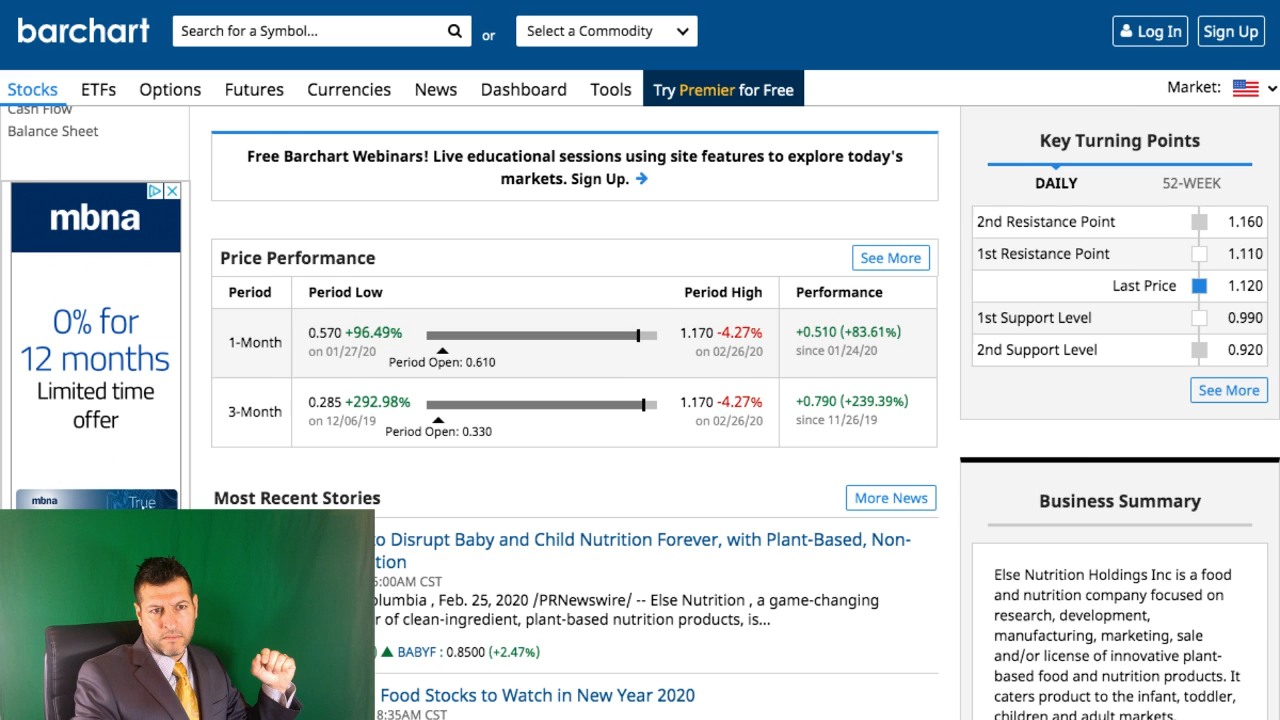 barchart
Search for a Symbol...
or
Select a Commodity
Log In
Sign Up
Stocks
ETFs
Options
Futures
Currencies
News
Dashboard
Tools
Try Premier for Free
Market:
Cash Flow
Balance Sheet
mbna
0% for
12 months
Limited time
offer
mbna
True
Free Barchart Webinars! Live educational sessions using site features to explore today's
markets. Sign Up.
Price Performance
See More
Period
Period Low
Period High
Performance
1-Month
0.570 +96.49%
on 01/27/20
Period Open: 0.610
1.170 -4.27%
on 02/26/20
+0.510 (+83.61%)
since 01/24/20
3-Month
0.285 +292.98%
on 12/06/19
Period Open: 0.330
1.170 -4.27%
on 02/26/20
+0.790 (+239.39%)
since 11/26/19
Most Recent Stories
More News
to Disrupt Baby and Child Nutrition Forever, with Plant-Based, Non-
tion
5:00AM CST
olumbia , Feb. 25, 2020 /PRNewswire/ -- Else Nutrition , a game-changing
r of clean-ingredient, plant-based nutrition products, is...
) ▲ BABYF : 0.8500 (+2.47%)
Food Stocks to Watch in New Year 2020
8:35AM CST
Key Turning Points
DAILY
52-WEEK
2nd Resistance Point 1.160
1st Resistance Point 1.110
Last Price 1.120
1st Support Level 0.990
2nd Support Level 0.920
See More
Business Summary
Else Nutrition Holdings Inc is a food
and nutrition company focused on
research, development,
manufacturing, marketing, sale
and/or license of innovative plant-
based food and nutrition products. It
caters product to the infant, toddler,
children and adult markets.